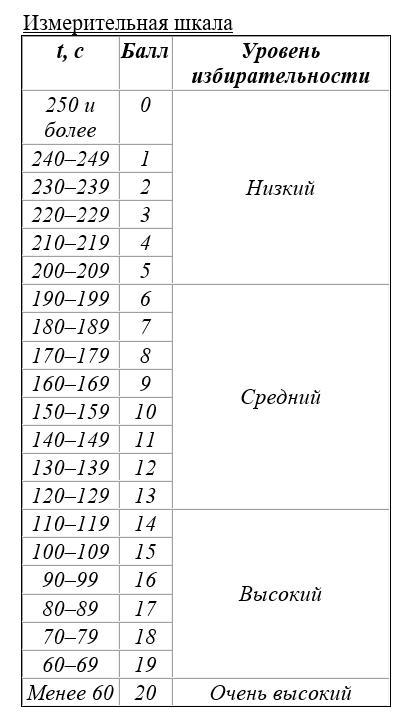 Измерительная шкала
t, с Балл Уровень
избирательности
250 и 0
более
240–249 1
230–239 2
Низкий
220–229 3
210–219 4
200–209 5
190–199 6
180–189 7
170–179 8
160–169 9
Средний
150–159 10
140–149 11
130–139 12
120–129 13
110–119 14
100–109 15
90–99 16
Высокий
80–89 17
70–79 18
60–69 19
Менее 60 20 Очень высокий